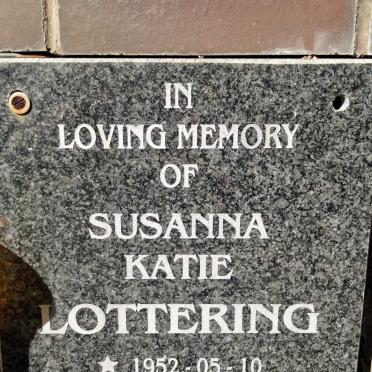 IN
LOVING MEMORY
OF
SUSANNA
KATIE
LOTTERING
★ 1952 - 05 - 10